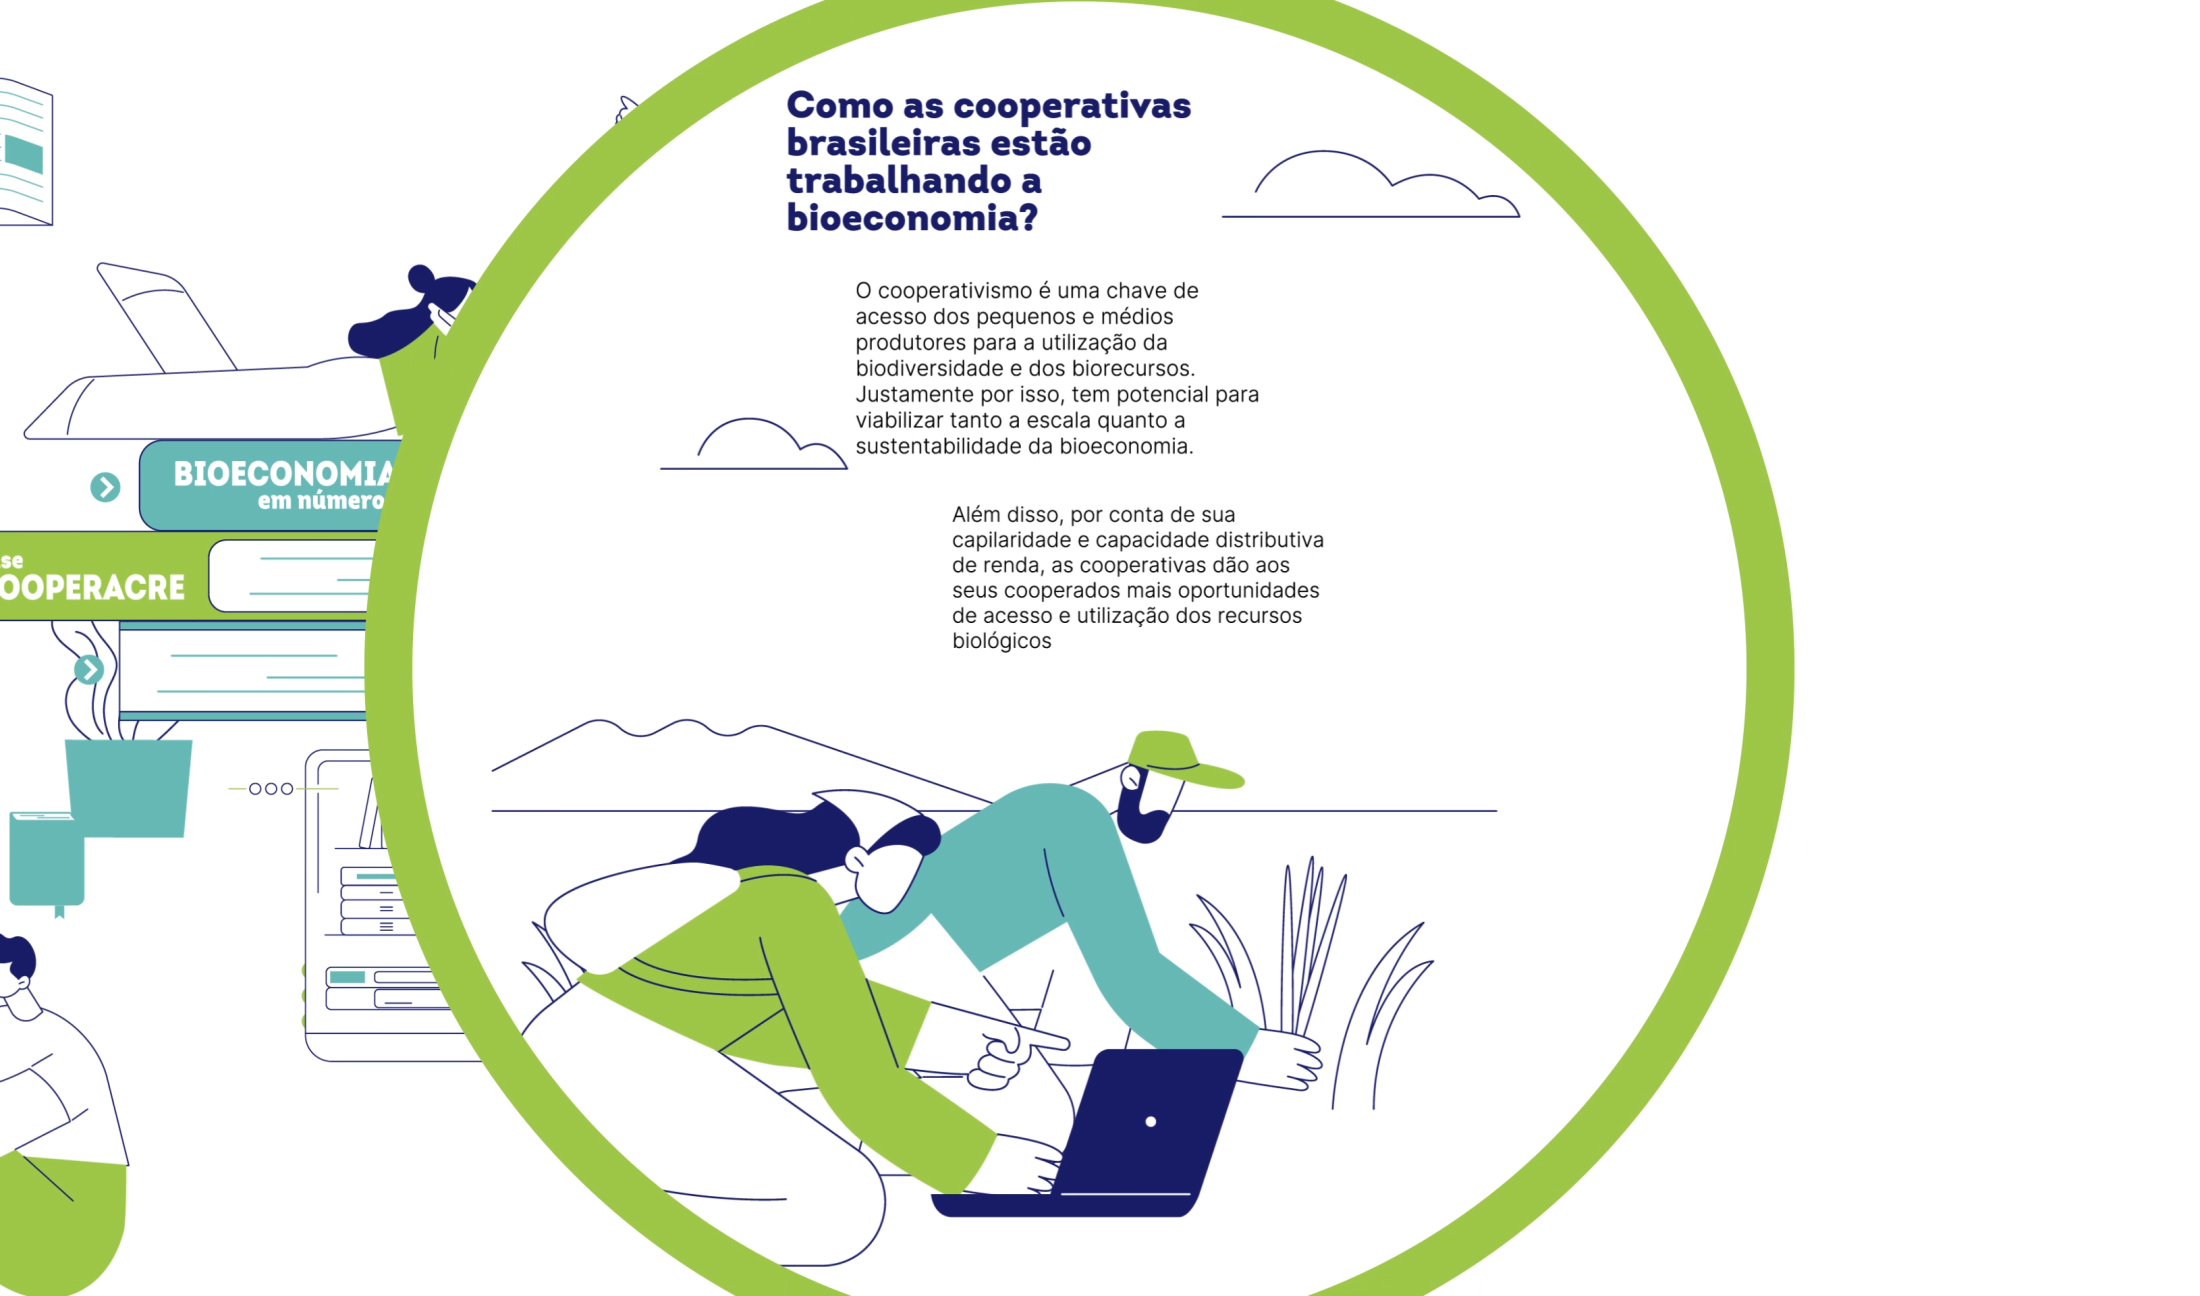 Como as cooperativas
brasileiras estão
trabalhando a
bioeconomia?
O cooperativismo é uma chave de
acesso dos pequenos e médios
produtores para a utilização da
biodiversidade e dos biorecursos.
Justamente por isso, tem potencial para
viabilizar tanto a escala quanto a
sustentabilidade da bioeconomia.
Além disso, por conta de sua
capilaridade e capacidade distributiva
de renda, as cooperativas dão aos
seus cooperados mais oportunidades
de acesso e utilização dos recursos
biológicos
BIOECONOMIA
em número
se
OOPERACRE